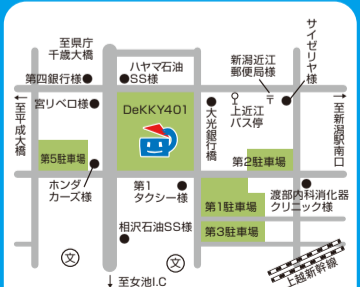 至県庁
千歳大橋
ハヤマ石油
SS様
新潟近江
郵便局様
サイゼリヤ様
第四銀行様
宮リベロ様
DeKKY401
大光銀行様
上近江
バス停
〒
←至平成大橋
→至新潟駅南口
第5駐車場
第2駐車場
ホンダ
カーズ様
第1
タクシー様
第1駐車場
渡部内科消化器
クリニック様
相沢石油SS様
第3駐車場
文
文
上越新幹線
↓至女池I.C